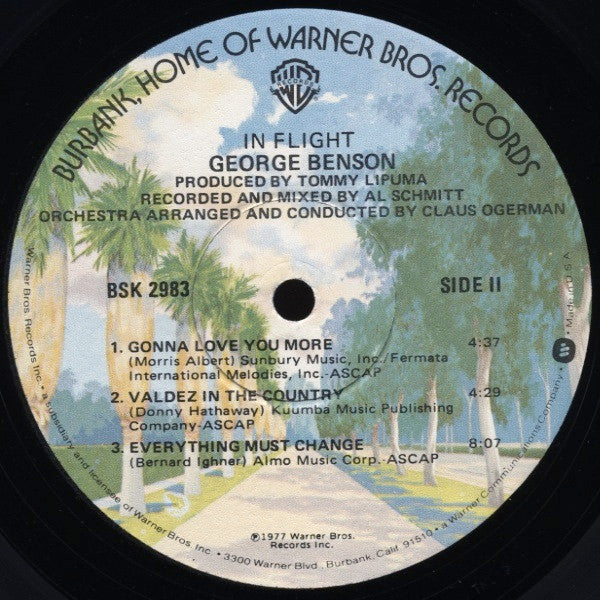 BURBANK, HOME OF WARNER BROS. RECORDS
WB
RECORDS
IN FLIGHT
GEORGE BENSON
PRODUCED BY TOMMY LIPUMA
RECORDED AND MIXED BY AL SCHMITT
ORCHESTRA ARRANGED AND CONDUCTED BY CLAUS OGERMAN
BSK 2983
SIDE II
1. GONNA LOVE YOU MORE 4:37
(Morris Albert) Sunbury Music, Inc./Fermata
International Melodies, Inc.-ASCAP
2. VALDEZ IN THE COUNTRY 4:29
(Donny Hathaway) Kuumba Music Publishing
Company-ASCAP
3. EVERYTHING MUST CHANGE 8:07
(Bernard Ighner) Almo Music Corp.-ASCAP
℗1977 Warner Bros.
Records Inc.
Warner Bros. Records Inc. • a Subsidiary and licensee of Warner Bros. Inc. • 3300 Warner Blvd., Burbank, Calif. 91510 • a Warner Communications Company • Made in U.S.A.